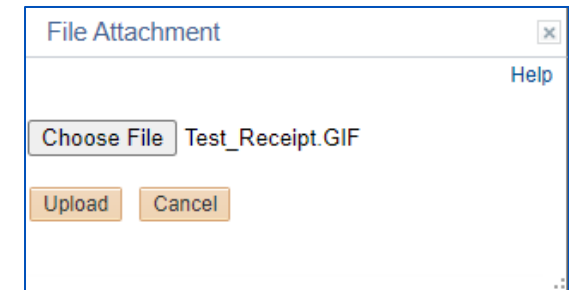 File Attachment
Help
Choose File Test_Receipt.GIF
Upload Cancel